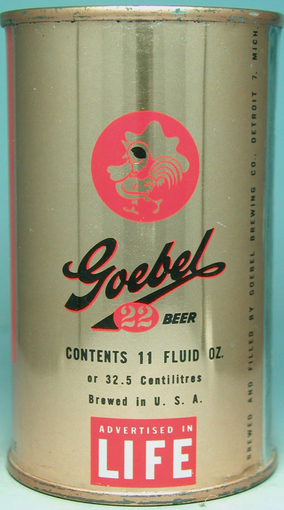 Goebel
22 BEER
CONTENTS 11 FLUID OZ.
or 32.5 Centilitres
Brewed in U. S. A.
ADVERTISED IN
LIFE
BREWED AND FILLED BY GOEBEL BREWING CO., DETROIT 7, MICH.